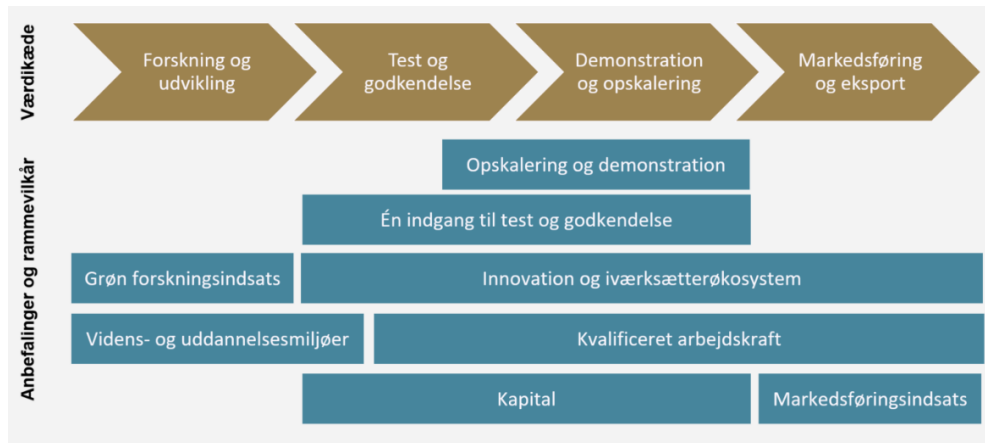 Værdikæde
Forskning og
udvikling
Test og
godkendelse
Demonstration
og opskalering
Markedsføring
og eksport
Anbefalinger og rammevilkår
Opskalering og demonstration
Én indgang til test og godkendelse
Grøn forskningsindsats
Innovation og iværksætterøkosystem
Videns- og uddannelsesmiljøer
Kvalificeret arbejdskraft
Kapital
Markedsføringsindsats